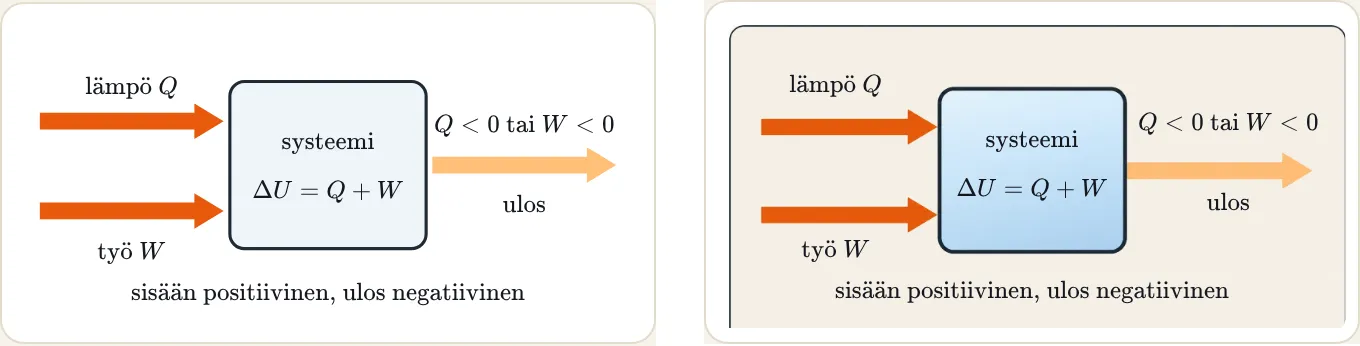 lämpö Q
Q < 0 tai W < 0
systeemi
ΔU = Q + W
ulos
työ W
sisään positiivinen, ulos negatiivinen
lämpö Q
Q < 0 tai W < 0
systeemi
ΔU = Q + W
ulos
työ W
sisään positiivinen, ulos negatiivinen